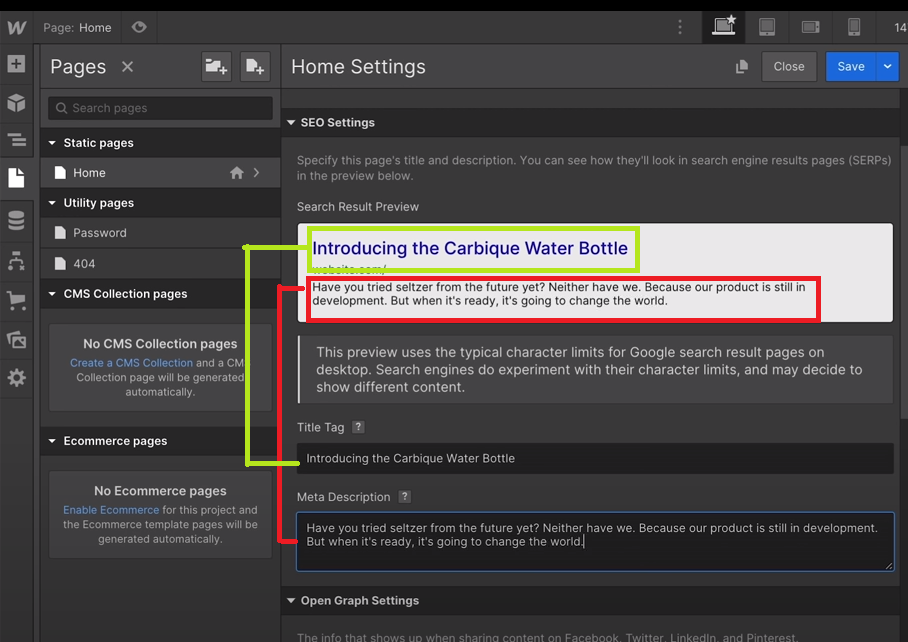 Page: Home
14
Pages
Home Settings
Close
Save
Search pages
Static pages
Home
Utility pages
Password
404
CMS Collection pages
No CMS Collection pages
Create a CMS Collection and a CM
Collection page will be generated
automatically.
Ecommerce pages
No Ecommerce pages
Enable Ecommerce for this project and
the Ecommerce template pages will be
generated automatically.
SEO Settings
Specify this page's title and description. You can see how they'll look in search engine results pages (SERPs)
in the preview below.
Search Result Preview
Introducing the Carbique Water Bottle
website.com/
Have you tried seltzer from the future yet? Neither have we. Because our product is still in
development. But when it's ready, it's going to change the world.
This preview uses the typical character limits for Google search result pages on
desktop. Search engines do experiment with their character limits, and may decide to
show different content.
Title Tag ?
Introducing the Carbique Water Bottle
Meta Description ?
Have you tried seltzer from the future yet? Neither have we. Because our product is still in development.
But when it's ready, it's going to change the world.
Open Graph Settings
The info that shows up when sharing content on Facebook, Twitter, LinkedIn, and Pinterest.